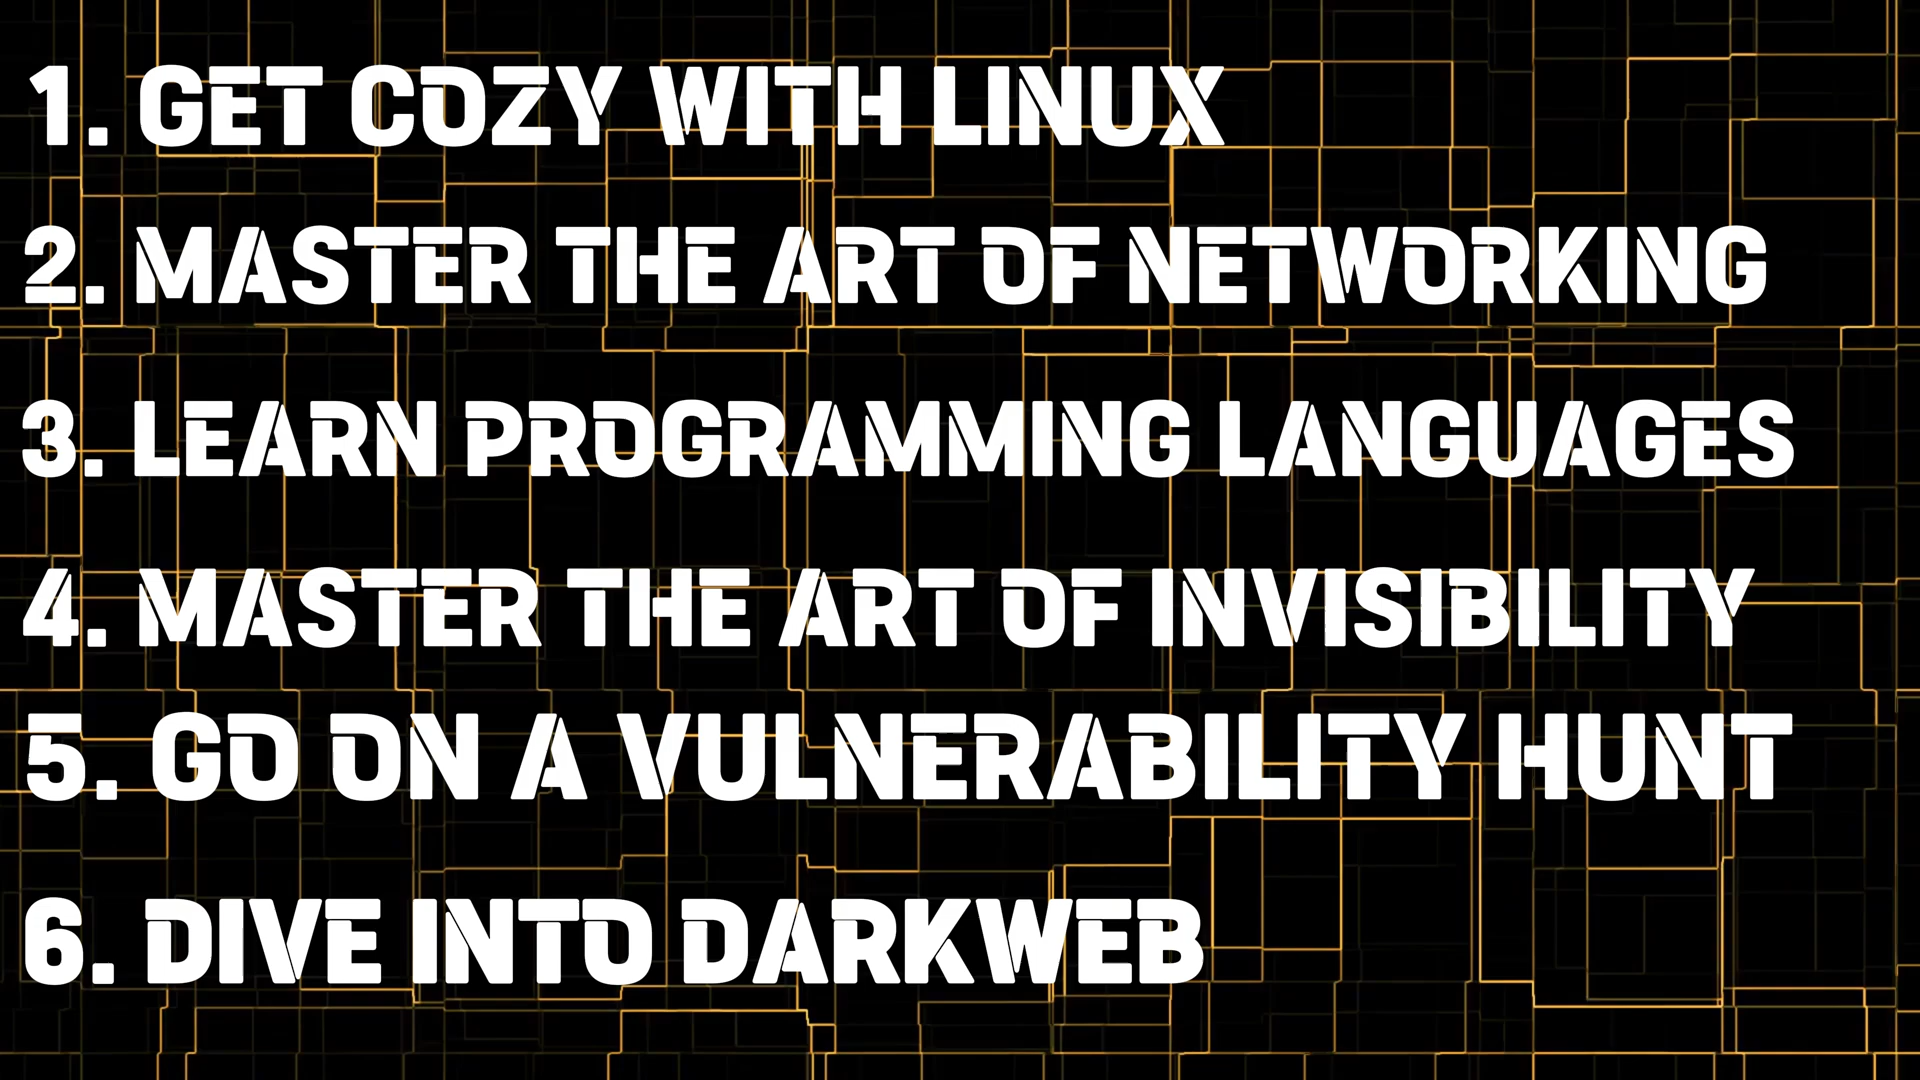 1. GET COZY WITH LINUX
2. MASTER THE ART OF NETWORKING
3. LEARN PROGRAMMING LANGUAGES
4. MASTER THE ART OF INVISIBILITY
5. GO ON A VULNERABILITY HUNT
6. DIVE INTO DARKWEB